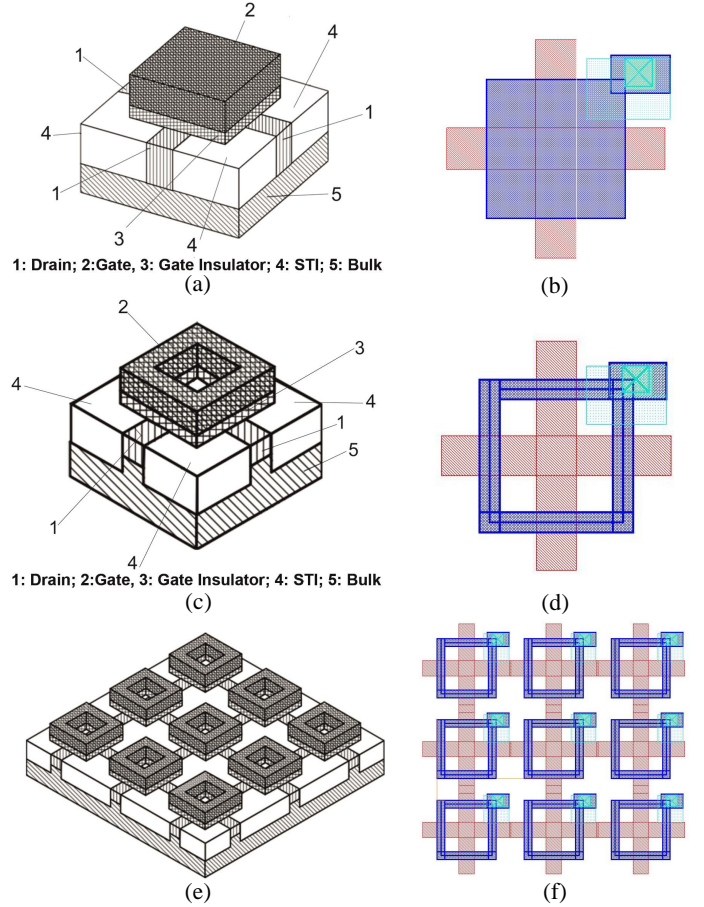 2
4
1
1
4
1
5
3
4
1: Drain; 2:Gate, 3: Gate Insulator; 4: STI; 5: Bulk
(a)
(b)
2
3
4
4
1
5
1
4
1: Drain; 2:Gate, 3: Gate Insulator; 4: STI; 5: Bulk
(c)
(d)
(e)
(f)